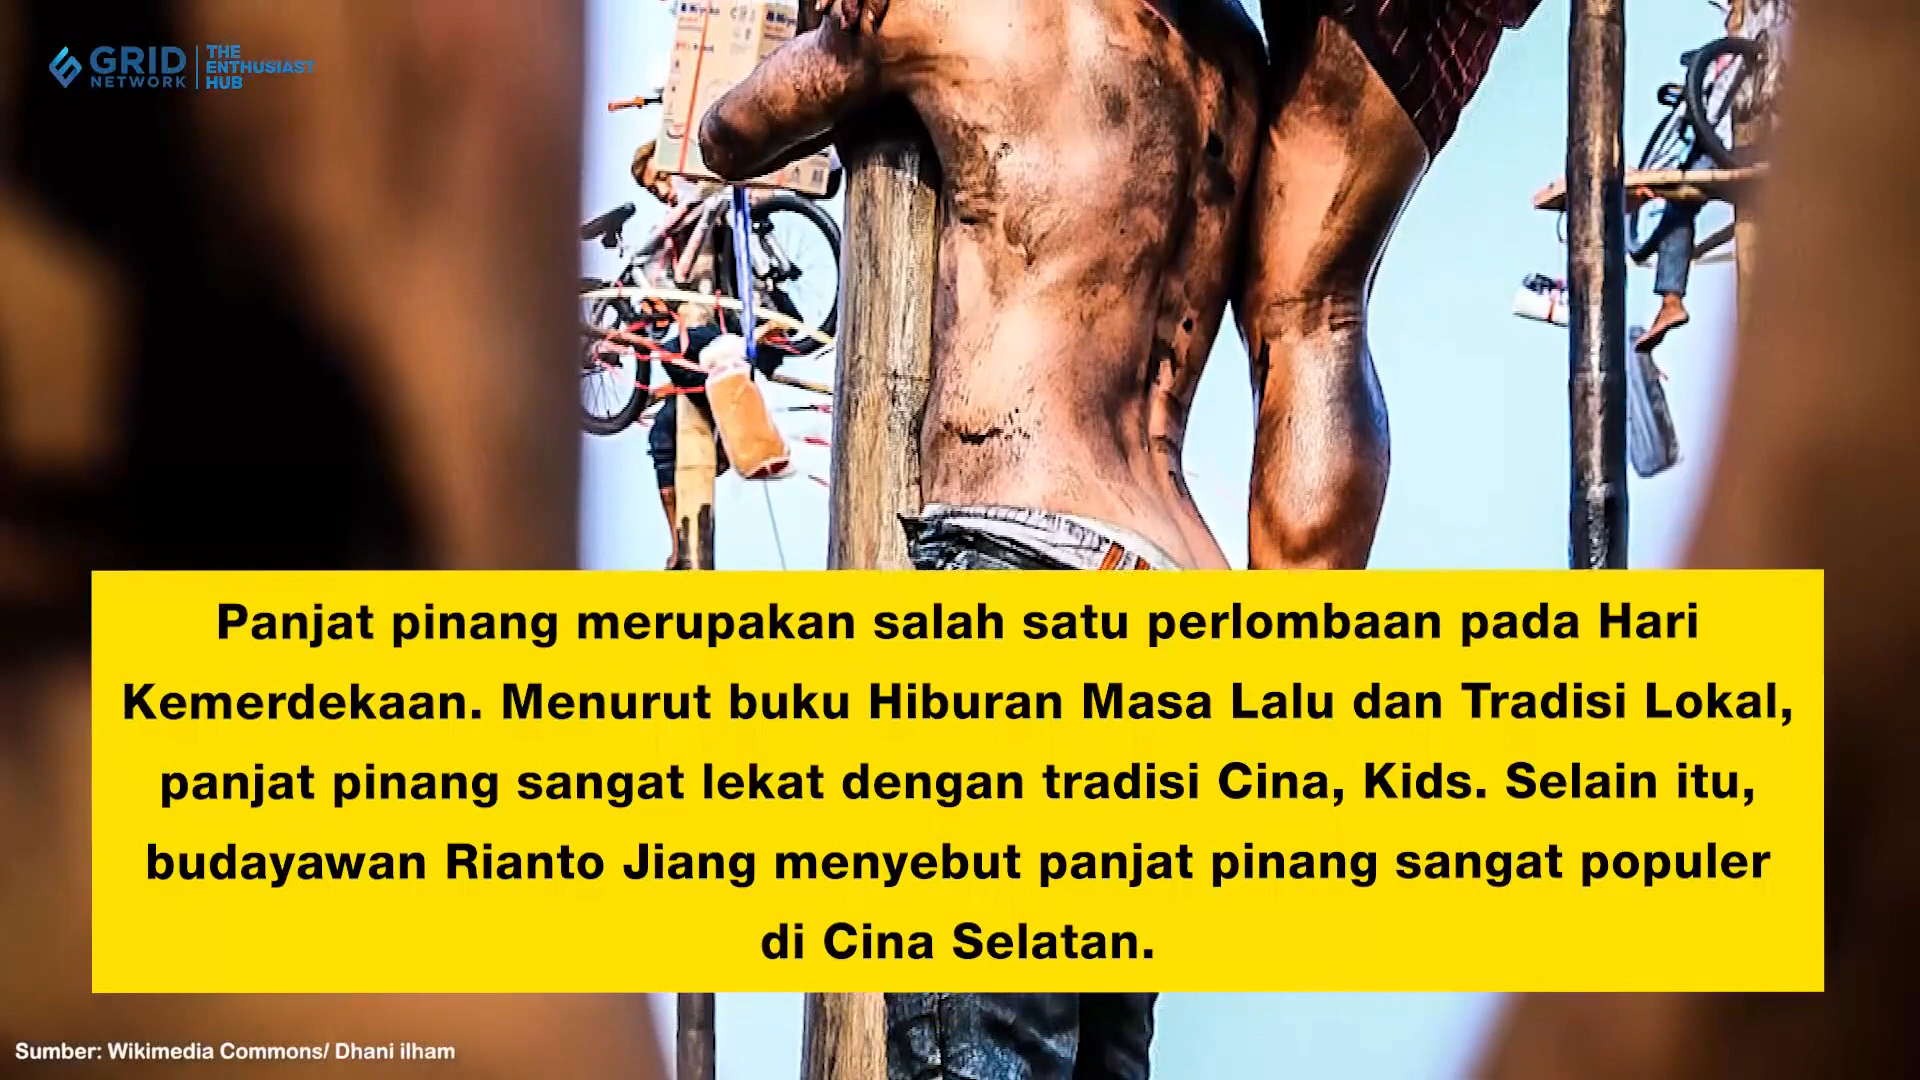 GRID
NETWORK
THE
ENTHUSIAST
HUB
Panjat pinang merupakan salah satu perlombaan pada Hari
Kemerdekaan. Menurut buku Hiburan Masa Lalu dan Tradisi Lokal,
panjat pinang sangat lekat dengan tradisi Cina, Kids. Selain itu,
budayawan Rianto Jiang menyebut panjat pinang sangat populer
di Cina Selatan.
Sumber: Wikimedia Commons/ Dhani ilham